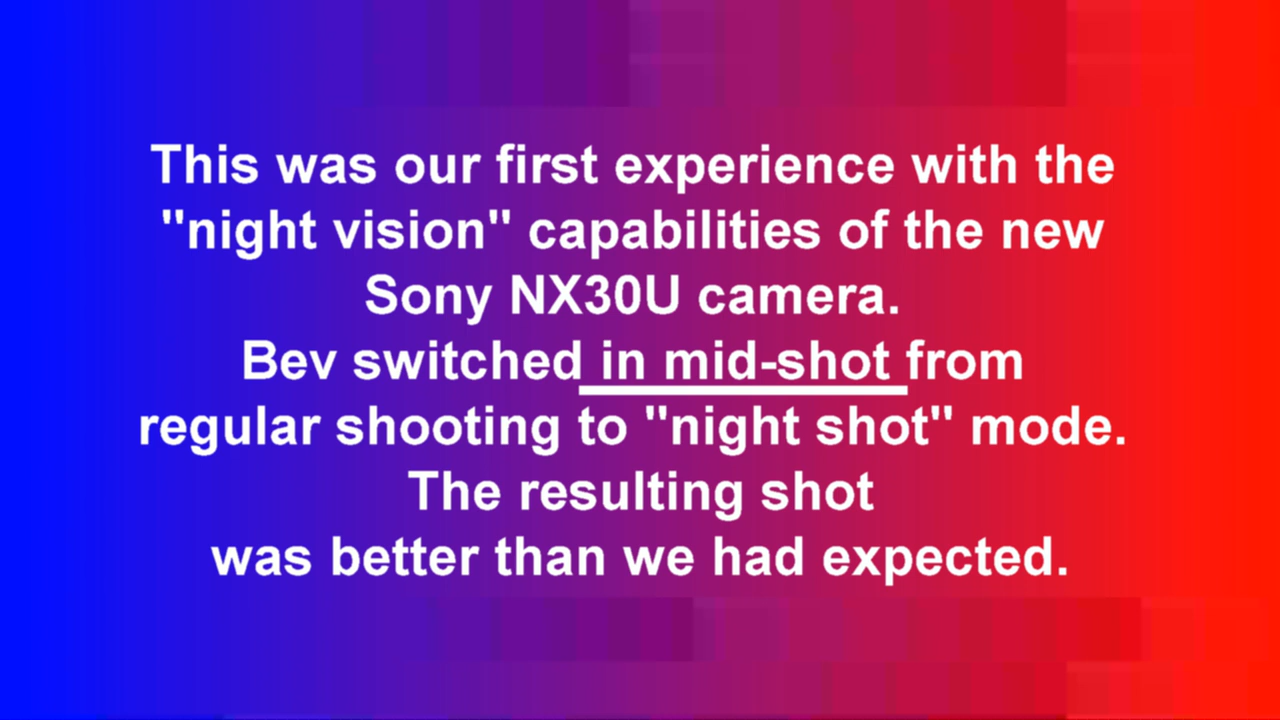 This was our first experience with the
"night vision" capabilities of the new
Sony NX30U camera.
Bev switched in mid-shot from
regular shooting to "night shot" mode.
The resulting shot
was better than we had expected.